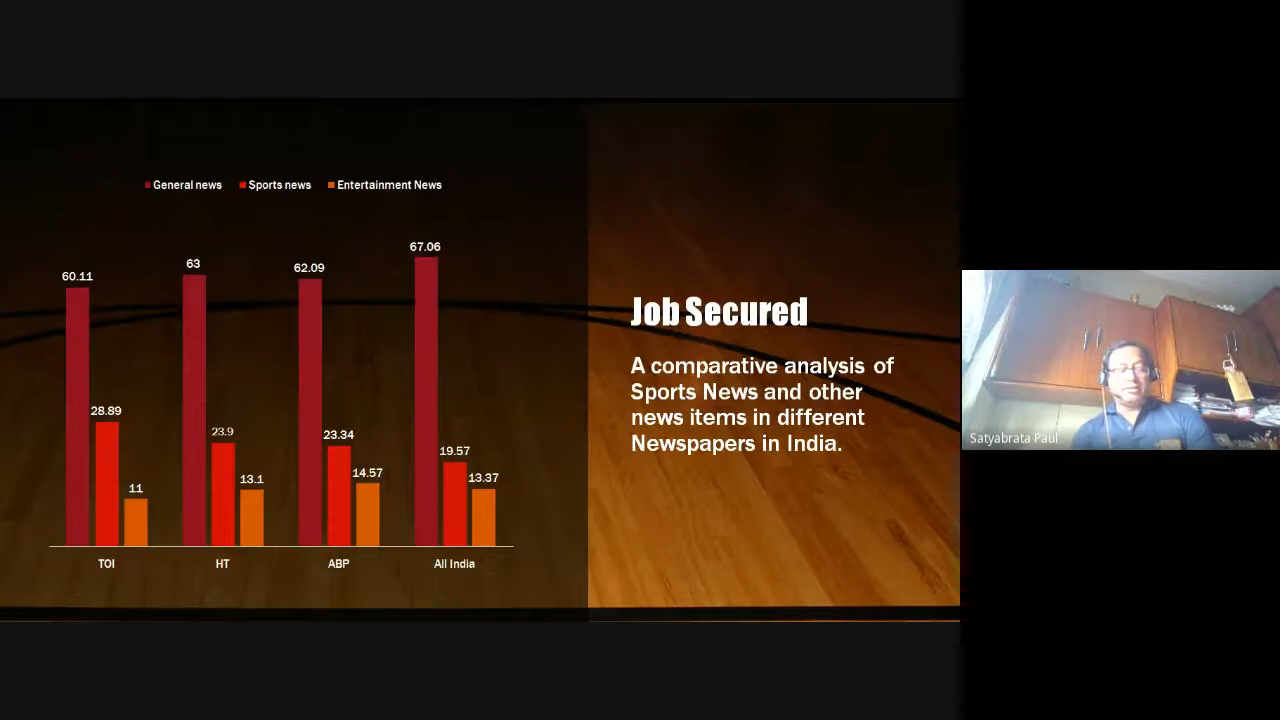 General news Sports news Entertainment News
67.06
63
62.09
60.11
28.89
23.9
23.34
19.57
14.57
13.37
13.1
11
TOI HT ABP All India
Job Secured
A comparative analysis of
Sports News and other
news items in different
Newspapers in India.
Satyabrata Paul